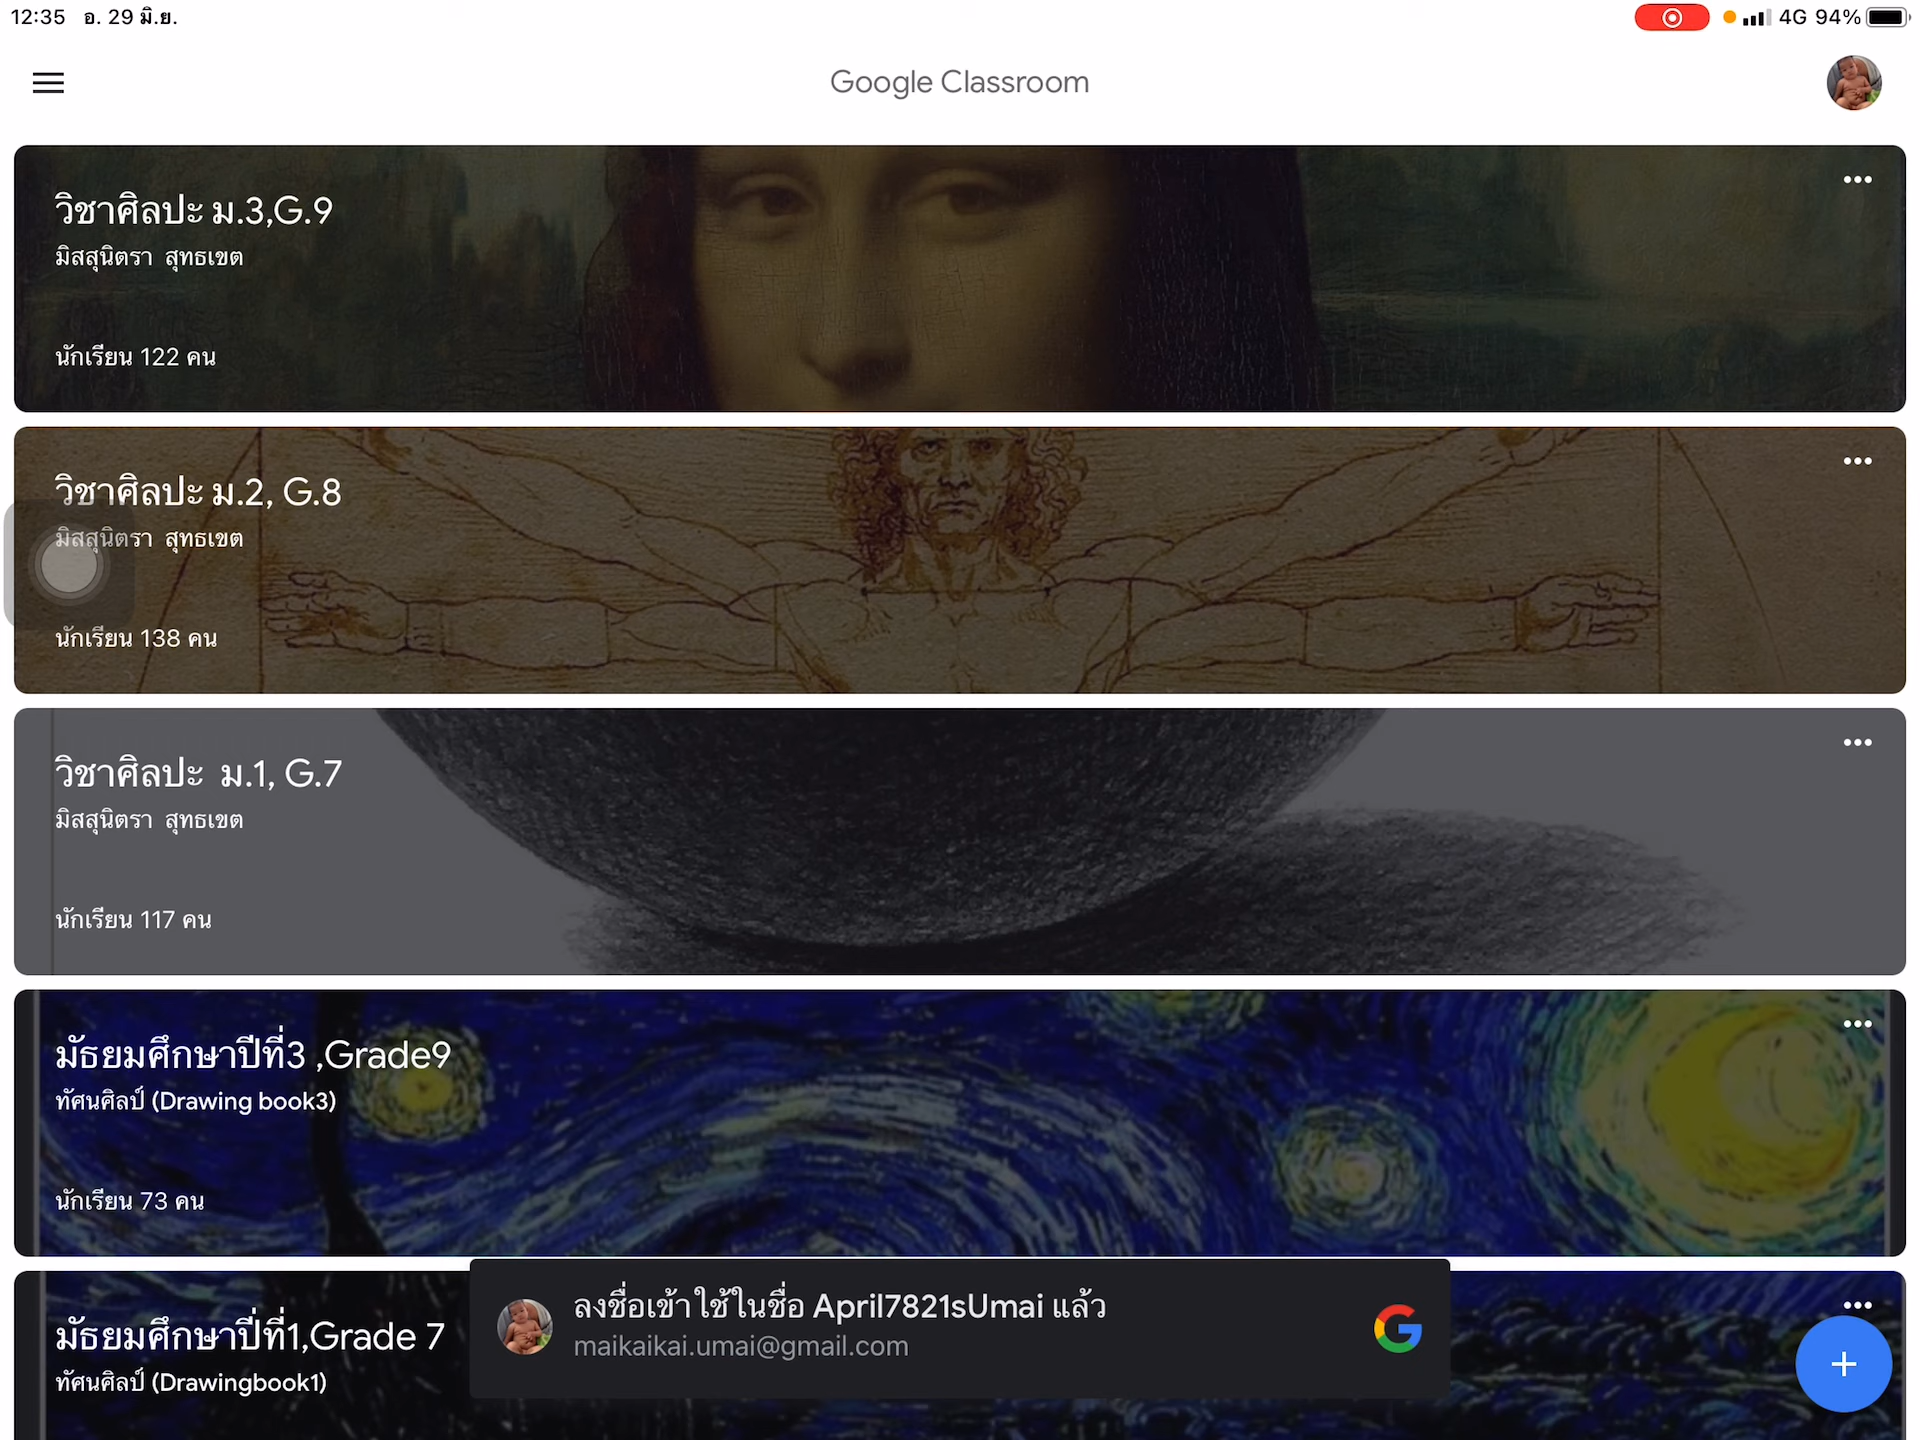 12:35 อ. 29 มิ.ย.
4G 94%
Google Classroom
วิชาศิลปะ ม.3,G.9
มิสสุนิตรา สุทธเขต
นักเรียน 122 คน
วิชาศิลปะ ม.2, G.8
มิสสุนิตรา สุทธเขต
นักเรียน 138 คน
วิชาศิลปะ ม.1, G.7
มิสสุนิตรา สุทธเขต
นักเรียน 117 คน
มัธยมศึกษาปีที่3 ,Grade9
ทัศนศิลป์ (Drawing book3)
นักเรียน 73 คน
มัธยมศึกษาปีที่1,Grade 7
ทัศนศิลป์ (Drawingbook1)
ลงชื่อเข้าใช้ในชื่อ April7821sUmai แล้ว
maikaikai.umai@gmail.com